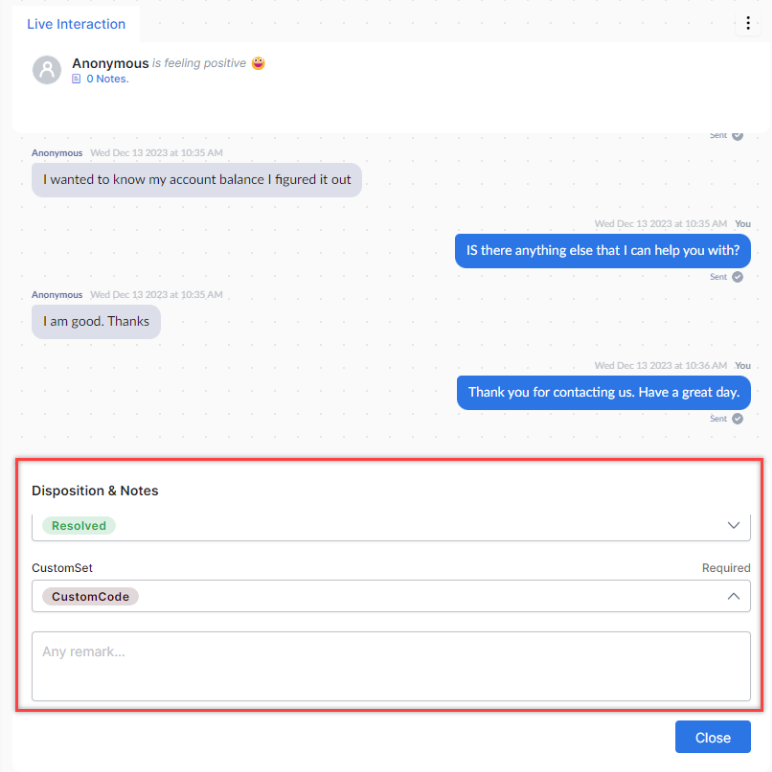 Live Interaction
Anonymous is feeling positive
0 Notes.
Sent
Anonymous Wed Dec 13 2023 at 10:35 AM
I wanted to know my account balance I figured it out
Wed Dec 13 2023 at 10:35 AM You
IS there anything else that I can help you with?
Sent
Anonymous Wed Dec 13 2023 at 10:35 AM
I am good. Thanks
Wed Dec 13 2023 at 10:36 AM You
Thank you for contacting us. Have a great day.
Sent
Disposition & Notes
Resolved
CustomSet Required
CustomCode
Any remark...
Close